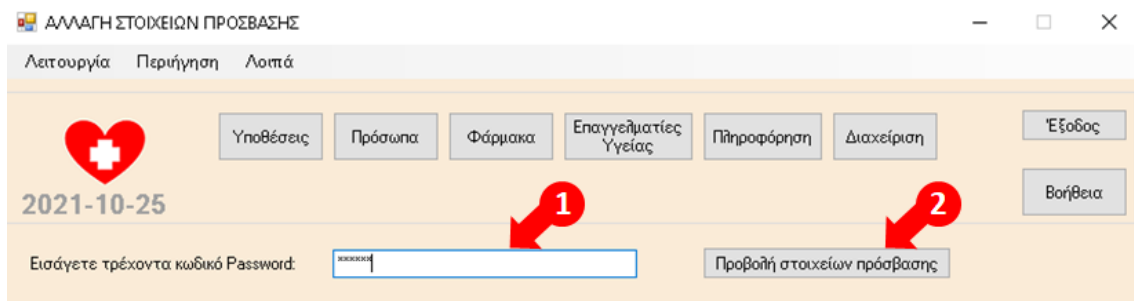 ΑΛΛΑΓΗ ΣΤΟΙΧΕΙΩΝ ΠΡΟΣΒΑΣΗΣ
Λειτουργία Περιήγηση Λοιπά
Υποθέσεις Πρόσωπα Φάρμακα Επαγγελματίες Υγείας Πληροφόρηση Διαχείριση Έξοδος
Βοήθεια
2021-10-25
1
2
Εισάγετε τρέχοντα κωδικό Password: ****** Προβολή στοιχείων πρόσβασης